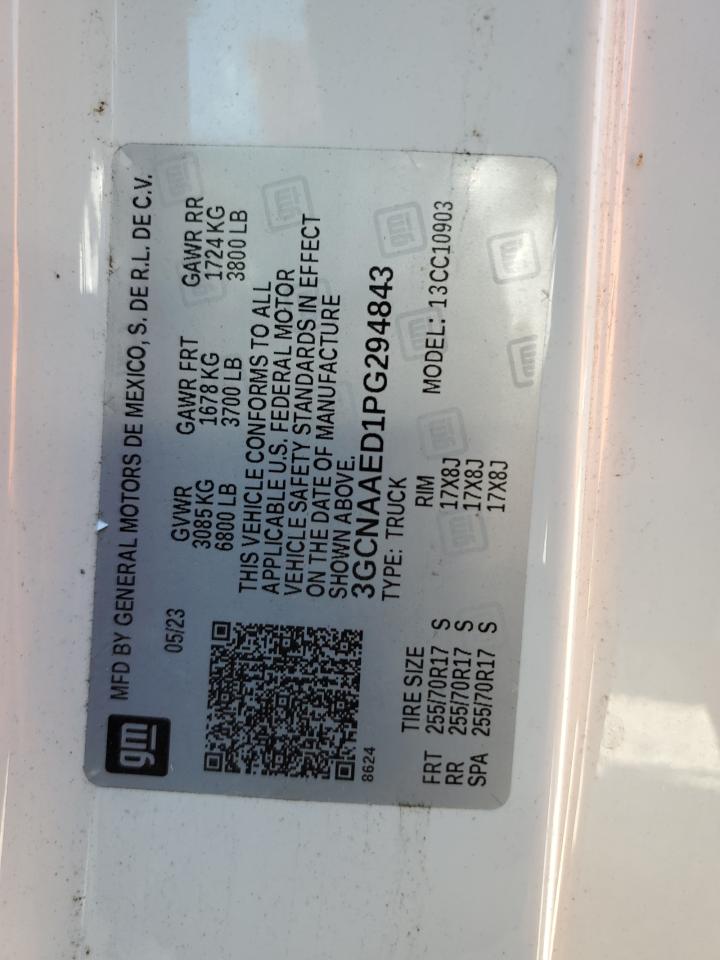 gm
MFD BY GENERAL MOTORS DE MEXICO, S. DE R.L. DE C.V.
05/23
GVWR GAWR FRT GAWR RR
3085 KG 1678 KG 1724 KG
6800 LB 3700 LB 3800 LB
THIS VEHICLE CONFORMS TO ALL
APPLICABLE U.S. FEDERAL MOTOR
VEHICLE SAFETY STANDARDS IN EFFECT
ON THE DATE OF MANUFACTURE
SHOWN ABOVE.
3GCNAAED1PG294843
8624
TYPE: TRUCK MODEL: 13CC10903
TIRE SIZE RIM
FRT 255/70R17 S 17X8J
RR 255/70R17 S 17X8J
SPA 255/70R17 S 17X8J